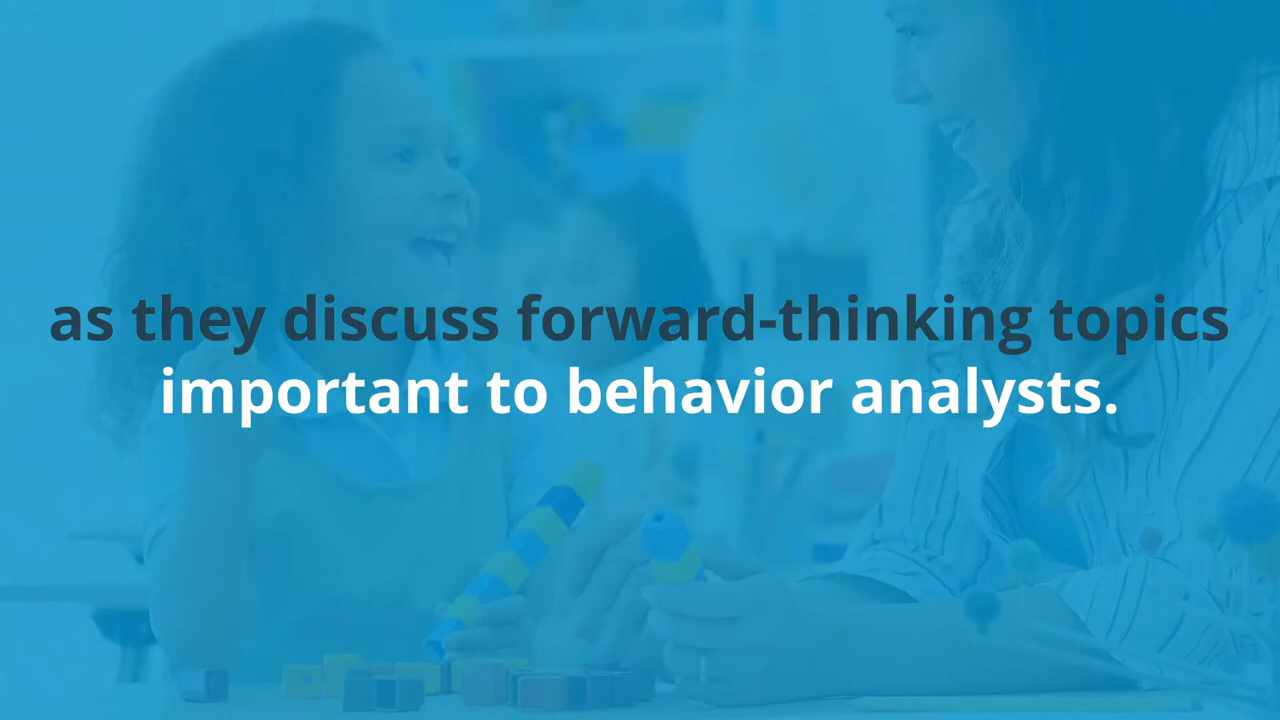 as they discuss forward-thinking topics
important to behavior analysts.